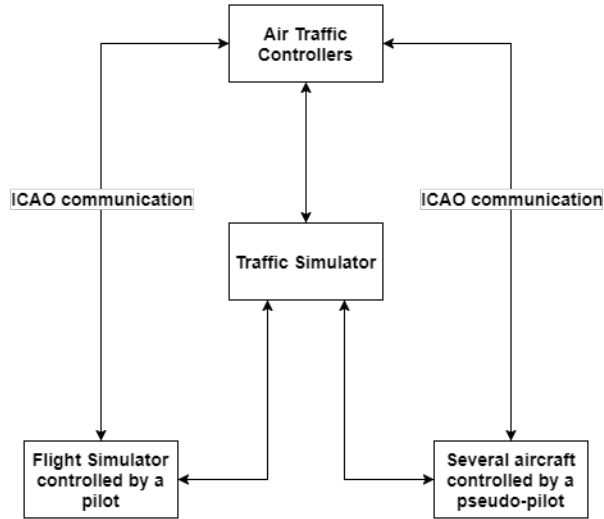 Air Traffic
Controllers
ICAO communication
ICAO communication
Traffic Simulator
Flight Simulator
controlled by a
pilot
Several aircraft
controlled by a
pseudo-pilot